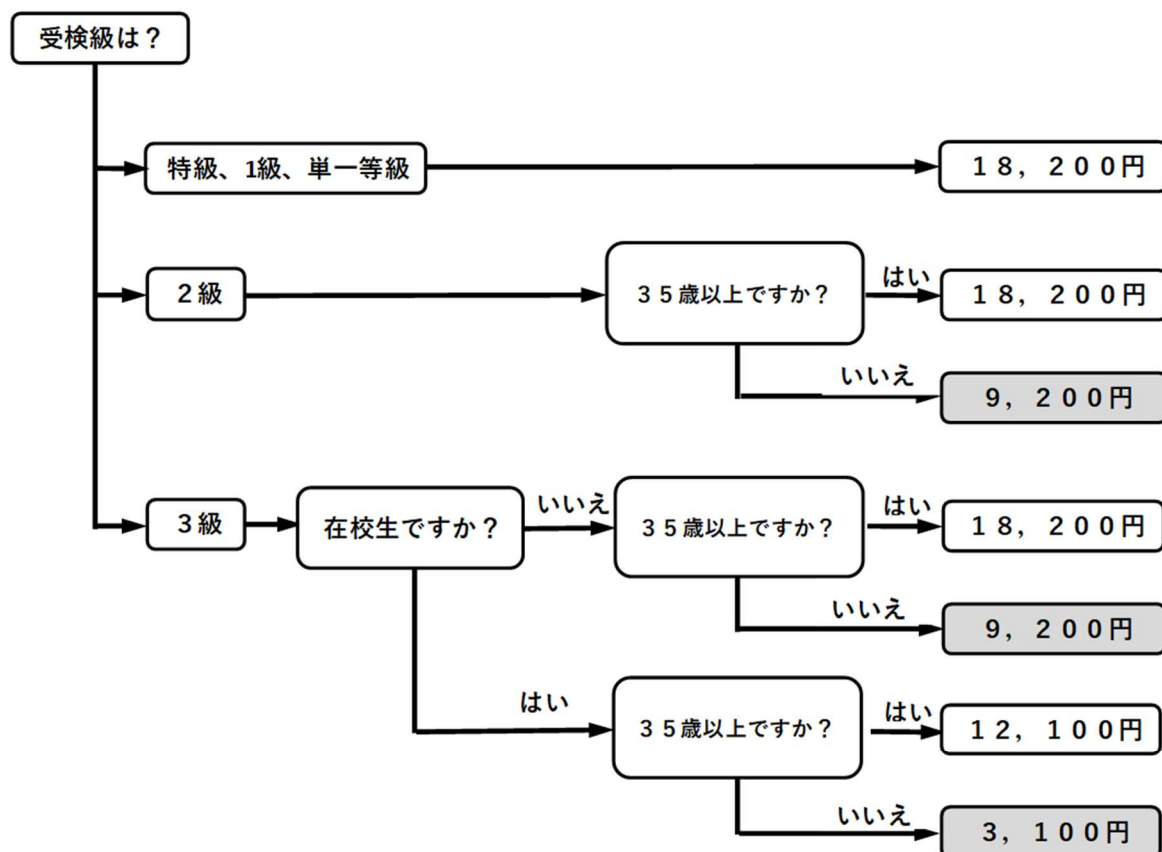 受検級は？
特級、1級、単一等級
１８，２００円
２級
３５歳以上ですか？
はい
１８，２００円
いいえ
９，２００円
３級
在校生ですか？
いいえ
３５歳以上ですか？
はい
１８，２００円
いいえ
９，２００円
はい
３５歳以上ですか？
はい
１２，１００円
いいえ
３，１００円